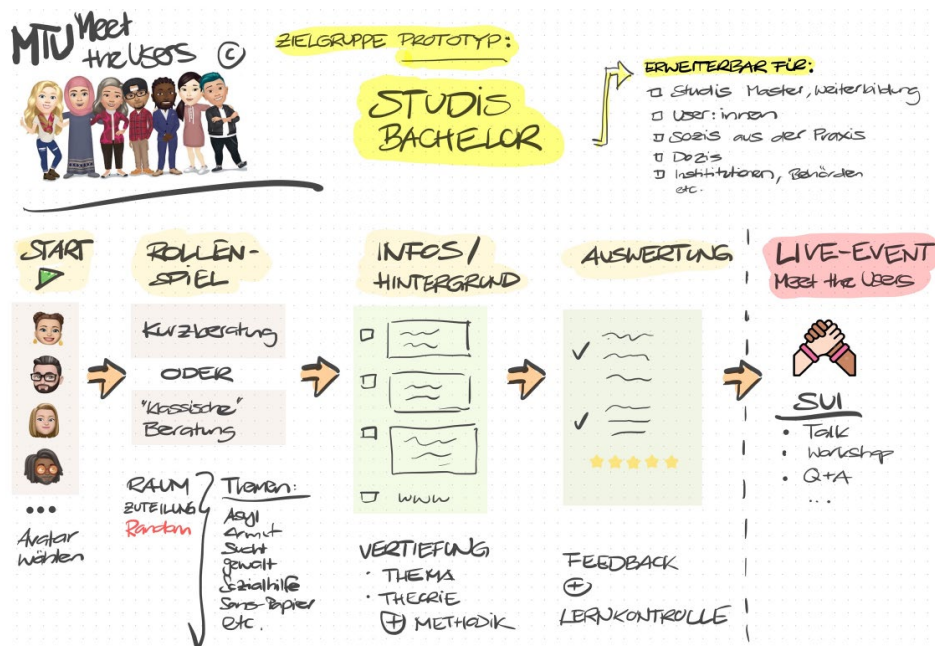 MTU Meet
the Users ©
ZIELGRUPPE PROTOTYP:
STUDIS
BACHELOR
ERWEITERBAR FÜR:
Studis Master, Weiterbildung
User:innen
Sozis aus der Praxis
Dozis
Instititutionen, Behörden
etc.
START
Avatar
wählen
ROLLEN-
SPIEL
Kurzberatung
ODER
"klassische"
Beratung
RAUM
ZUTEILUNG
Random
Themen:
Asyl
Armut
Sucht
gewalt
Sozialhilfe
Sans-Papier
etc.
INFOS/
HINTERGRUND
www
VERTIEFUNG
· THEMA
· THEORIE
+ METHODIK
AUSWERTUNG
FEEDBACK
+
LERNKONTROLLE
LIVE-EVENT
Meet the Users
SUI
• Talk
• Workshop
• Q+A
...